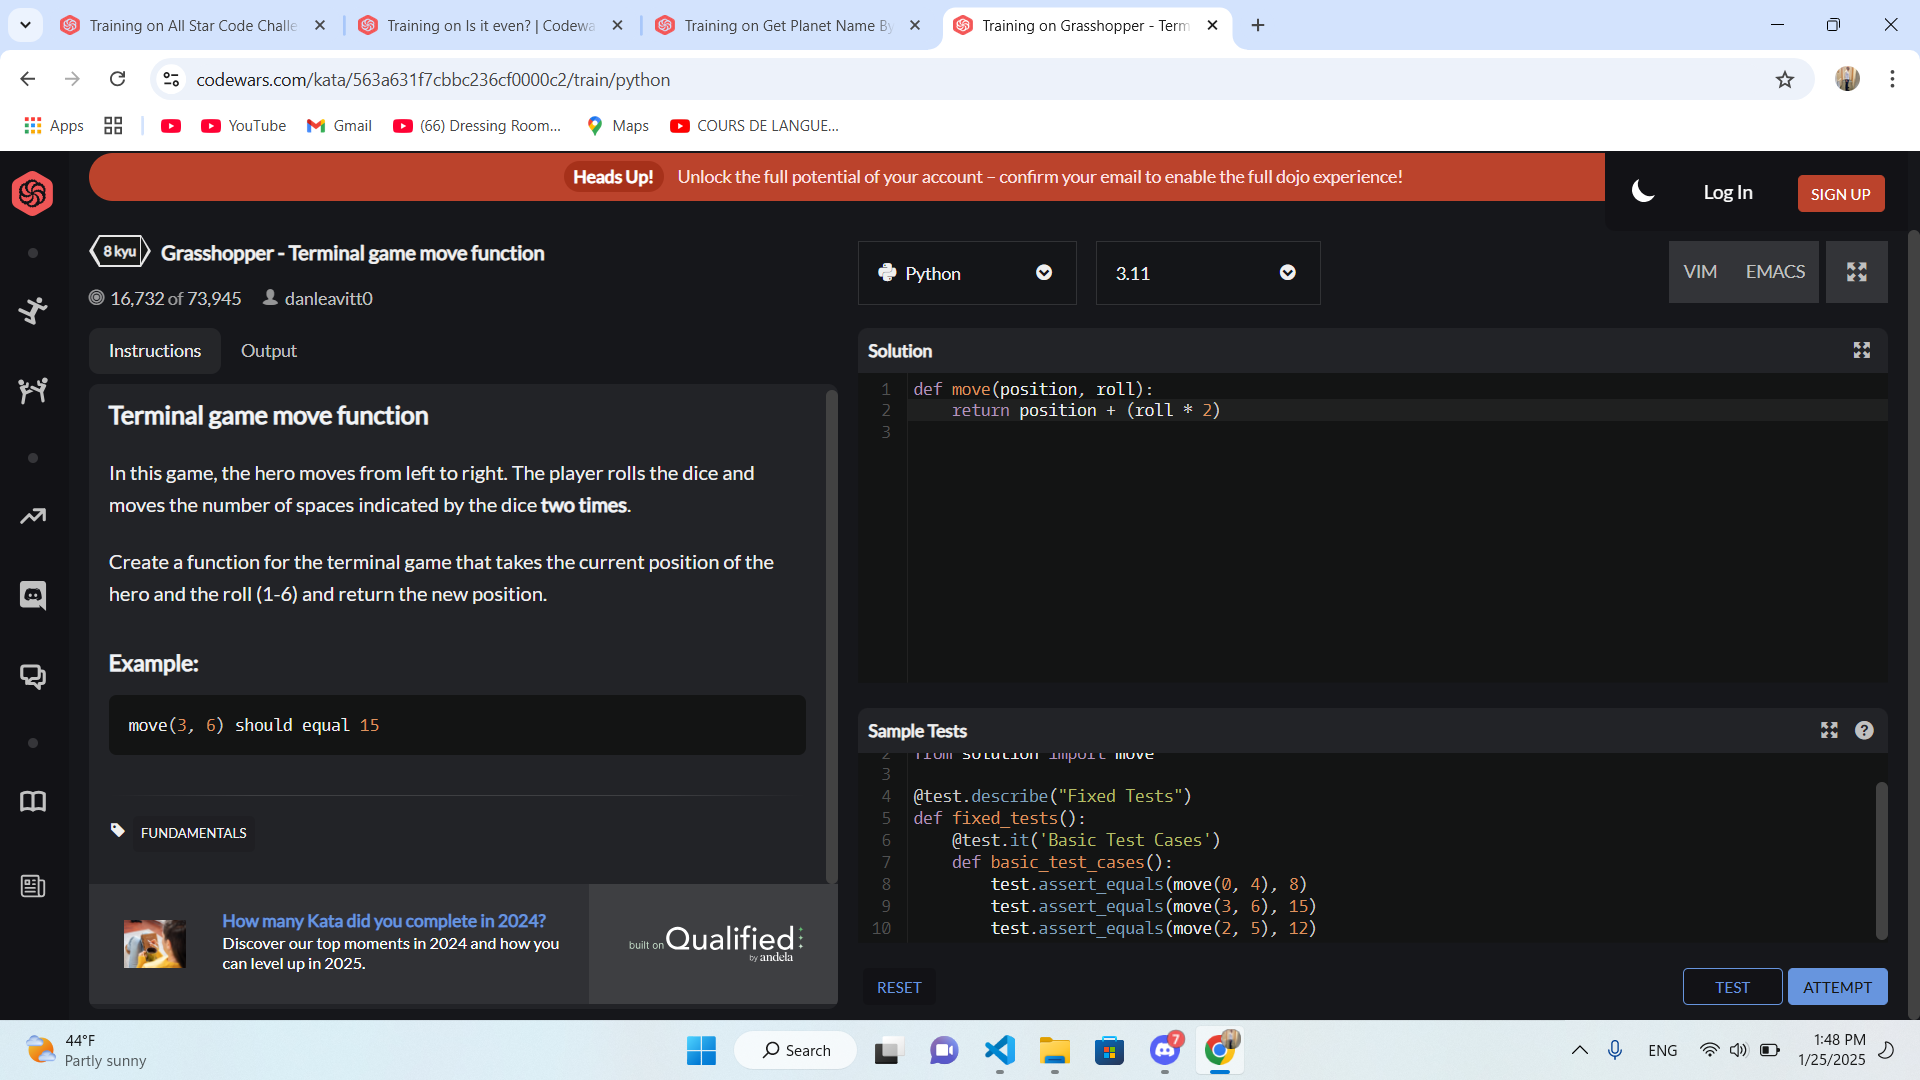 Training on All Star Code Challe
Training on Is it even? | Codewa
Training on Get Planet Name By
Training on Grasshopper - Term
codewars.com/kata/563a631f7cbbc236cf0000c2/train/python
Apps
YouTube
Gmail
(66) Dressing Room...
Maps
COURS DE LANGUE...
Heads Up! Unlock the full potential of your account – confirm your email to enable the full dojo experience!
Log In
SIGN UP
8 kyu
Grasshopper - Terminal game move function
16,732 of 73,945
danleavitt0
Python
3.11
VIM
EMACS
Instructions
Output
Terminal game move function
In this game, the hero moves from left to right. The player rolls the dice and
moves the number of spaces indicated by the dice two times.
Create a function for the terminal game that takes the current position of the
hero and the roll (1-6) and return the new position.
Example:
move(3, 6) should equal 15
FUNDAMENTALS
How many Kata did you complete in 2024?
Discover our top moments in 2024 and how you
can level up in 2025.
built on Qualified
by andela
Solution
1 def move(position, roll):
2     return position + (roll * 2)
3
Sample Tests
2 from solution import move
3
4 @test.describe("Fixed Tests")
5 def fixed_tests():
6     @test.it('Basic Test Cases')
7     def basic_test_cases():
8         test.assert_equals(move(0, 4), 8)
9         test.assert_equals(move(3, 6), 15)
10         test.assert_equals(move(2, 5), 12)
RESET
TEST
ATTEMPT
44°F
Partly sunny
Search
7
ENG
1:48 PM
1/25/2025